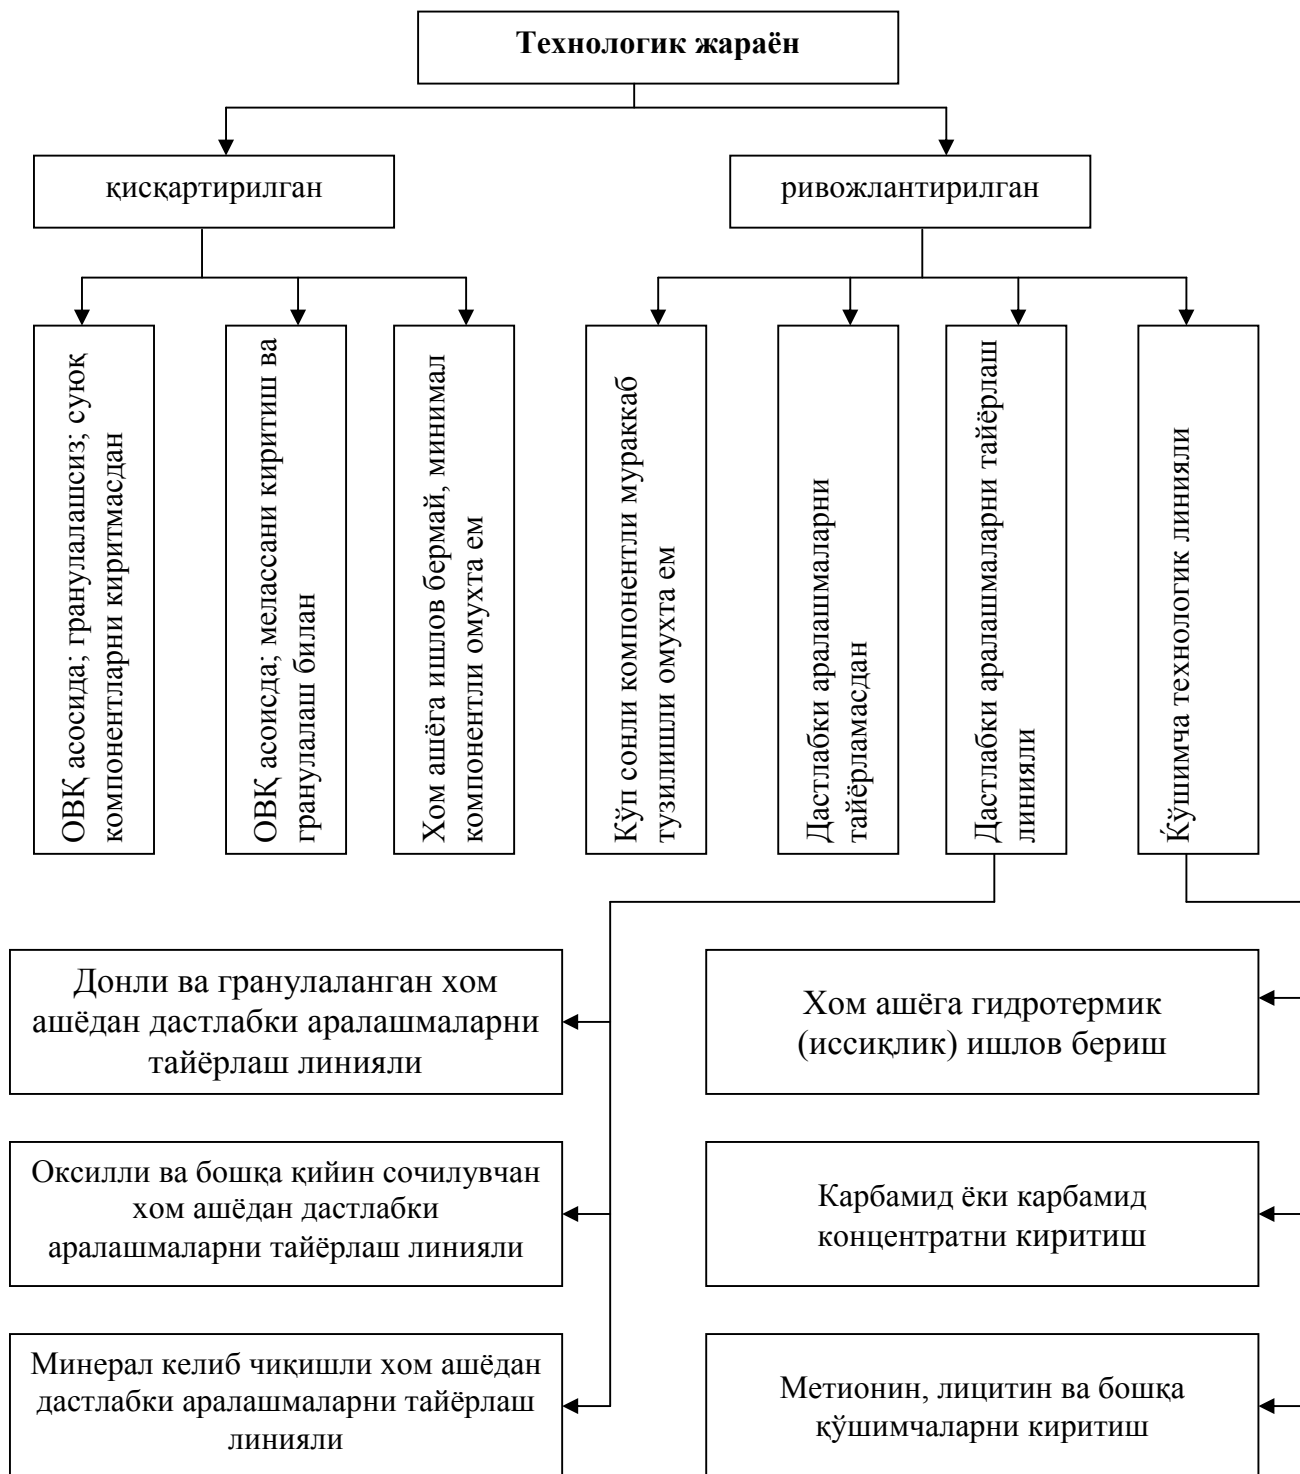 Технологик жараён
қисқартирилган
ривожлантирилган
ОВҚ асосида; гранулалашсиз; суюқ
компонентларни киритмасдан
ОВҚ асоисда; мелассани киритиш ва
гранулалаш билан
Хом ашёга ишлов бермай, минимал
компонентли омухта ем
Кўп сонли компонентли мураккаб
тузилишли омухта ем
Дастлабки аралашмаларни
тайёрламасдан
Дастлабки аралашмаларни тайёрлаш
линияли
Ќўшимча технологик линияли
Донли ва гранулаланган хом
ашёдан дастлабки аралашмаларни
тайёрлаш линияли
Хом ашёга гидротермик
(иссиқлик) ишлов бериш
Оксилли ва бошқа қийин сочилувчан
хом ашёдан дастлабки
аралашмаларни тайёрлаш линияли
Карбамид ёки карбамид
концентратни киритиш
Минерал келиб чиқишли хом ашёдан
дастлабки аралашмаларни тайёрлаш
линияли
Метионин, лицитин ва бошқа
қўшимчаларни киритиш